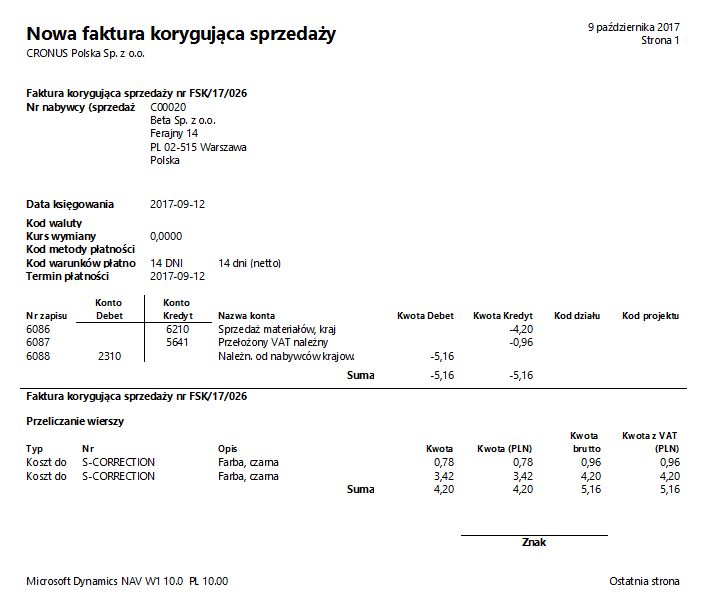 Nowa faktura korygująca sprzedaży
9 października 2017
CRONUS Polska Sp. z o.o.
Strona 1
Faktura korygująca sprzedaży nr FSK/17/026
Nr nabywcy (sprzedaż C00020
Beta Sp. z o.o.
Ferajny 14
PL 02-515 Warszawa
Polska
Data księgowania 2017-09-12
Kod waluty
Kurs wymiany 0,0000
Kod metody płatności
Kod warunków płatno 14 DNI 14 dni (netto)
Termin płatności 2017-09-12
Konto Konto
Nr zapisu Debet Kredyt Nazwa konta Kwota Debet Kwota Kredyt Kod działu Kod projektu
6086 6210 Sprzedaż materiałów, kraj -4,20
6087 5641 Przełożony VAT należny -0,96
6088 2310 Należn. od nabywców krajow. -5,16
Suma -5,16 -5,16
Faktura korygująca sprzedaży nr FSK/17/026
Przeliczanie wierszy
Kwota Kwota z VAT
Typ Nr Opis Kwota Kwota (PLN) brutto (PLN)
Koszt do S-CORRECTION Farba, czarna 0,78 0,78 0,96 0,96
Koszt do S-CORRECTION Farba, czarna 3,42 3,42 4,20 4,20
Suma 4,20 4,20 5,16 5,16
Znak
Microsoft Dynamics NAV W1 10.0 PL 10.00 Ostatnia strona